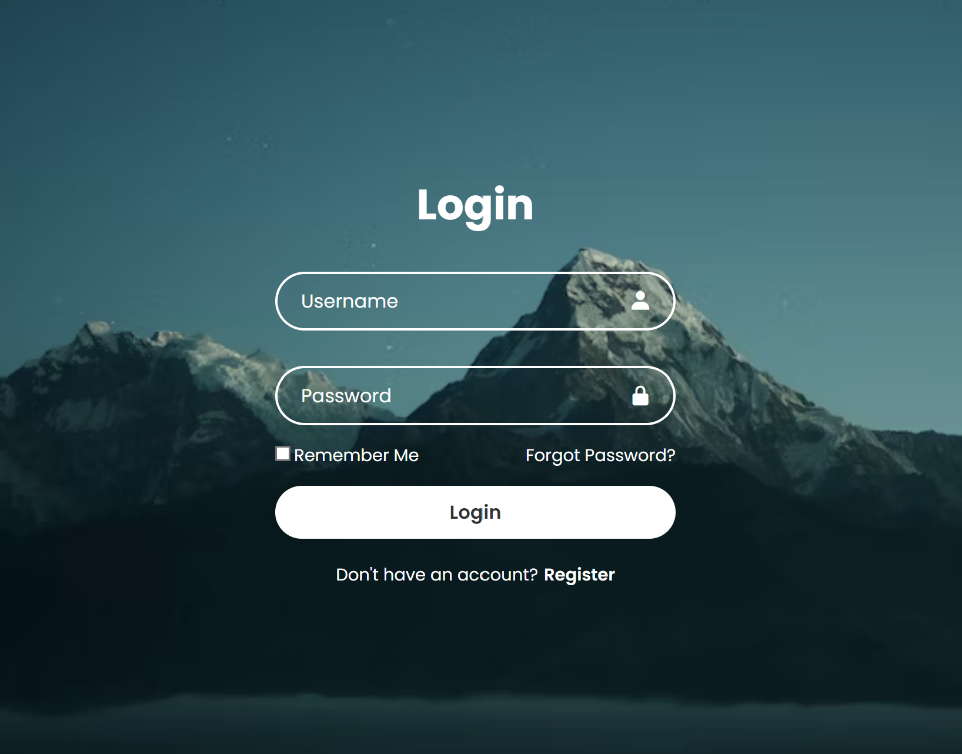 Login
Username
Password
Remember Me Forgot Password?
Login
Don't have an account? Register